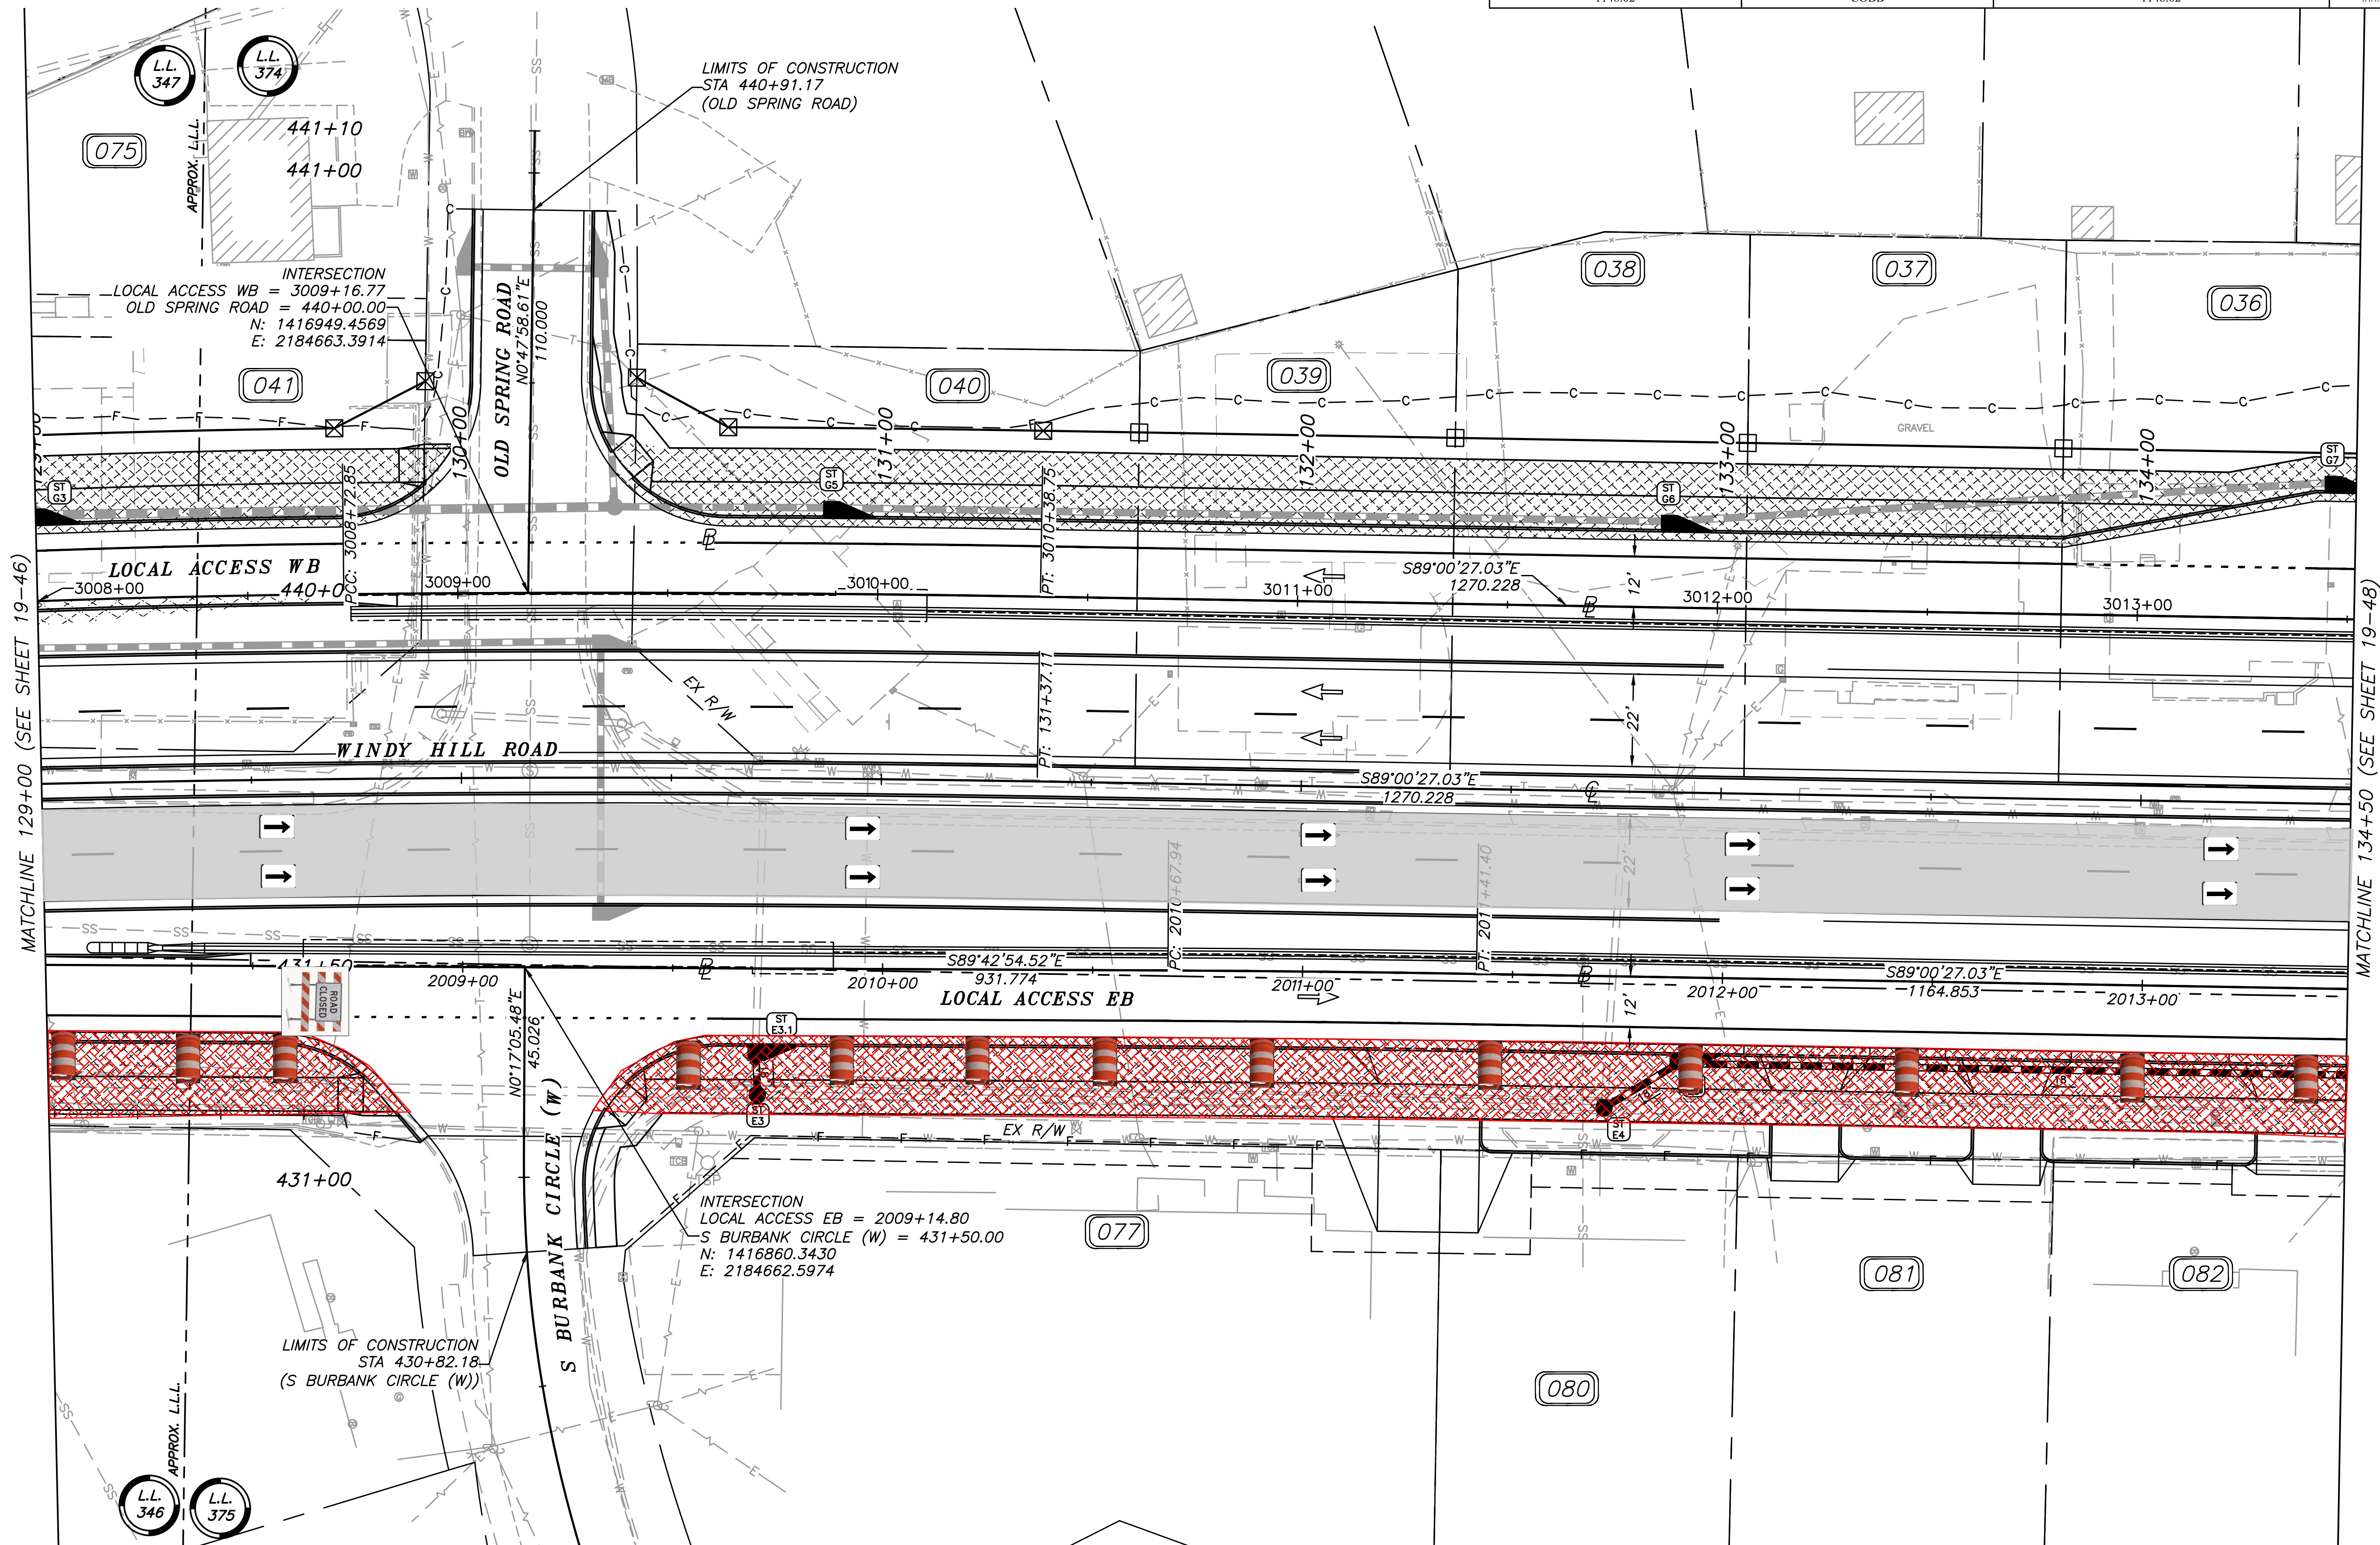 COBB
L.L.
347
L.L.
374
LIMITS OF CONSTRUCTION
STA 440+91.17
(OLD SPRING ROAD)
441+10
441+00
075
APPROX. L.L.L.
INTERSECTION
LOCAL ACCESS WB = 3009+16.77
OLD SPRING ROAD = 440+00.00
N: 1416949.4569
E: 2184663.3914
OLD SPRING ROAD
N0°47'58.61"E
110.000
038
037
036
041
040
039
GRAVEL
130+00
131+00
132+00
133+00
134+00
ST
G3
ST
G5
ST
G6
ST
G7
PCC: 3008+72.85
PT: 3010+38.75
LOCAL ACCESS WB
3008+00
3009+00
3010+00
3011+00
3012+00
3013+00
S89°00'27.03"E
1270.228
12'
MATCHLINE 129+00 (SEE SHEET 19-46)
MATCHLINE 134+50 (SEE SHEET 19-48)
EX R/W
PT: 131+37.11
22'
WINDY HILL ROAD
S89°00'27.03"E
1270.228
22'
PC: 2010+67.94
PT: 2011+41.40
431+50
ROAD
CLOSED
2009+00
2010+00
2011+00
2012+00
2013+00
S89°42'54.52"E
931.774
S89°00'27.03"E
1164.853
LOCAL ACCESS EB
12'
N0°17'05.48"E
45.026
ST
E3.1
ST
E3
ST
E4
18"
EX R/W
431+00
S BURBANK CIRCLE (W)
INTERSECTION
LOCAL ACCESS EB = 2009+14.80
S BURBANK CIRCLE (W) = 431+50.00
N: 1416860.3430
E: 2184662.5974
077
081
082
080
LIMITS OF CONSTRUCTION
STA 430+82.18
(S BURBANK CIRCLE (W))
APPROX. L.L.L.
L.L.
346
L.L.
375